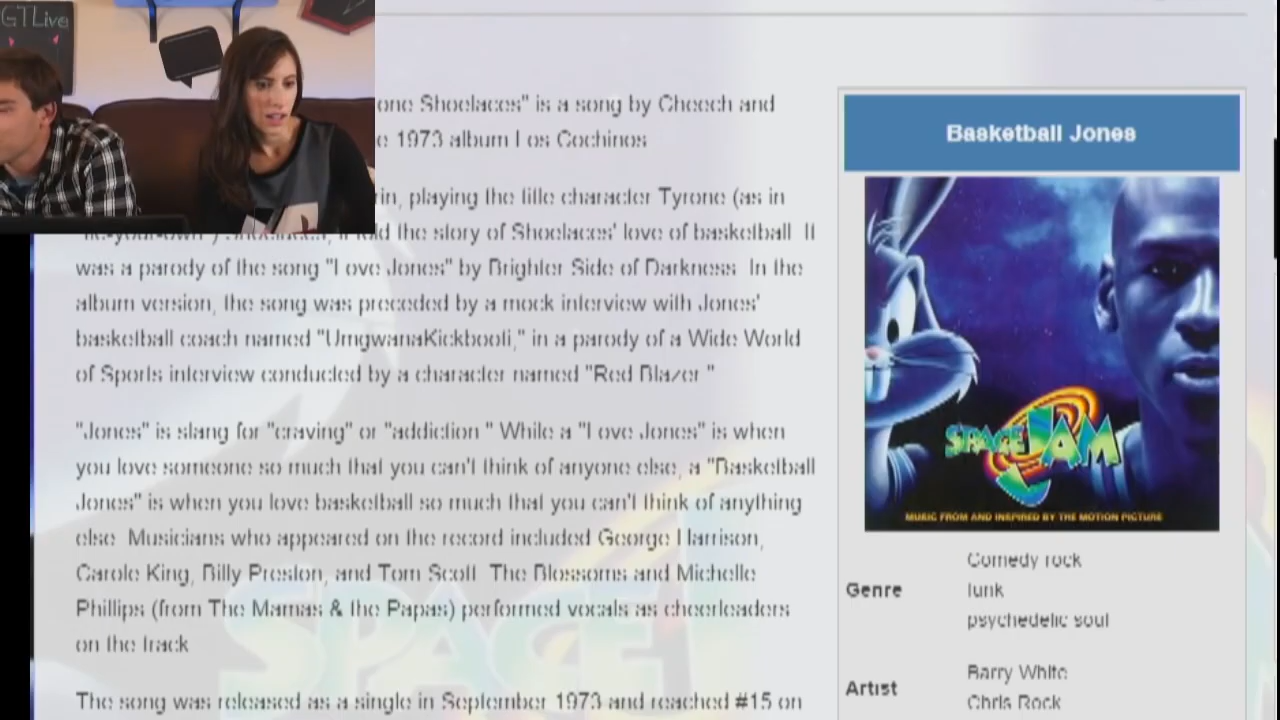 GTLive
one Shoelaces" is a song by Cheech and
e 1973 album Los Cochinos
rin, playing the title character Tyrone (as in
"tie-your-own") Shoelaces, it told the story of Shoelaces' love of basketball. It
was a parody of the song "Love Jones" by Brighter Side of Darkness. In the
album version, the song was preceded by a mock interview with Jones'
basketball coach named "UmgwanaKickbooti," in a parody of a Wide World
of Sports interview conducted by a character named "Red Blazer."
"Jones" is slang for "craving" or "addiction." While a "Love Jones" is when
you love someone so much that you can't think of anyone else, a "Basketball
Jones" is when you love basketball so much that you can't think of anything
else. Musicians who appeared on the record included George Harrison,
Carole King, Billy Preston, and Tom Scott. The Blossoms and Michelle
Phillips (from The Mamas & the Papas) performed vocals as cheerleaders
on the track
The song was released as a single in September 1973 and reached #15 on
Basketball Jones
SPACE JAM
MUSIC FROM AND INSPIRED BY THE MOTION PICTURE
Genre
Comedy rock
funk
psychedelic soul
Artist
Barry White
Chris Rock
SPACE J